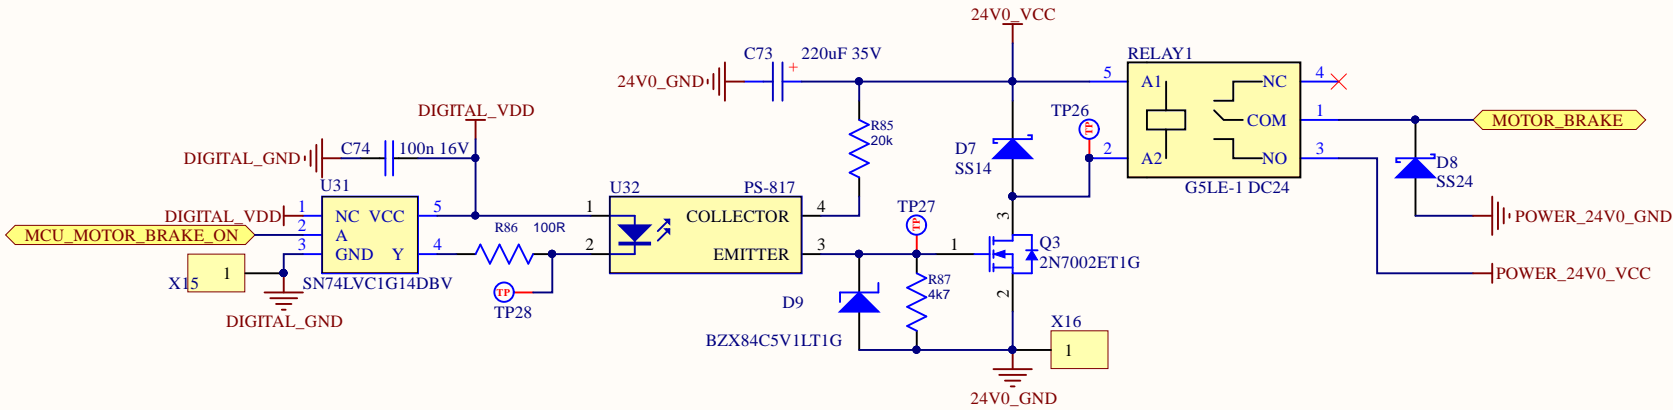 24V0_VCC
C73 220uF 35V
+
24V0_GND
RELAY1
5 A1 NC 4
TP26
TP
COM 1 MOTOR_BRAKE
2 A2 NO 3
G5LE-1 DC24
D8
SS24
POWER_24V0_GND
POWER_24V0_VCC
R85
20k
D7
SS14
DIGITAL_VDD
C74 100n 16V
DIGITAL_GND
U31
DIGITAL_VDD 1 NC VCC 5
MCU_MOTOR_BRAKE_ON 2 A
3 GND Y 4
X15 1
SN74LVC1G14DBV
DIGITAL_GND
R86 100R
TP
TP28
U32 PS-817
1 COLLECTOR 4
2 EMITTER 3
TP27
TP
1
3
Q3
2N7002ET1G
2
R87
4k7
D9
BZX84C5V1LT1G
X16
1
24V0_GND